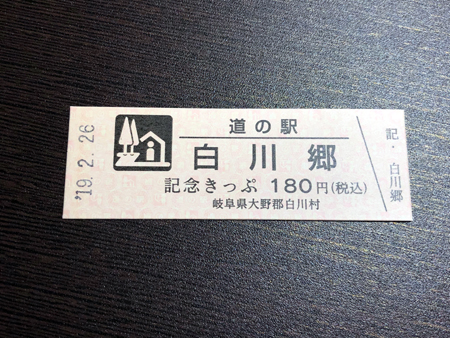 '19.2.26
道の駅
白川郷
記念きっぷ 180円(税込)
岐阜県大野郡白川村
記・白川郷